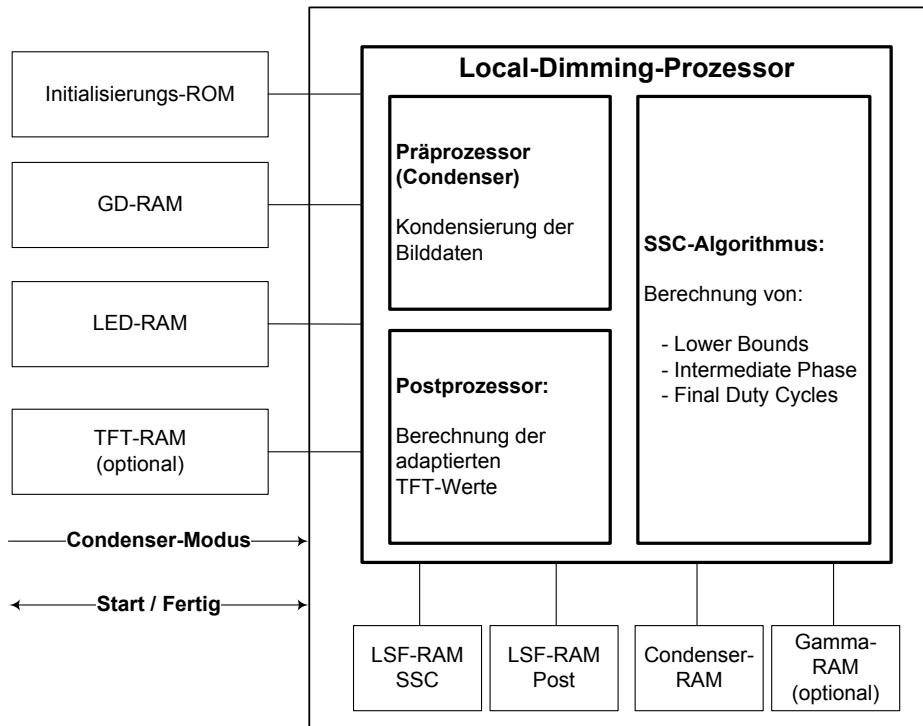 Local-Dimming-Prozessor
Initialisierungs-ROM
GD-RAM
LED-RAM
TFT-RAM
(optional)
Condenser-Modus
Start / Fertig
Präprozessor
(Condenser)
Kondensierung der
Bilddaten
Postprozessor:
Berechnung der
adaptierten
TFT-Werte
SSC-Algorithmus:
Berechnung von:
- Lower Bounds
- Intermediate Phase
- Final Duty Cycles
LSF-RAM
SSC
LSF-RAM
Post
Condenser-
RAM
Gamma-
RAM
(optional)